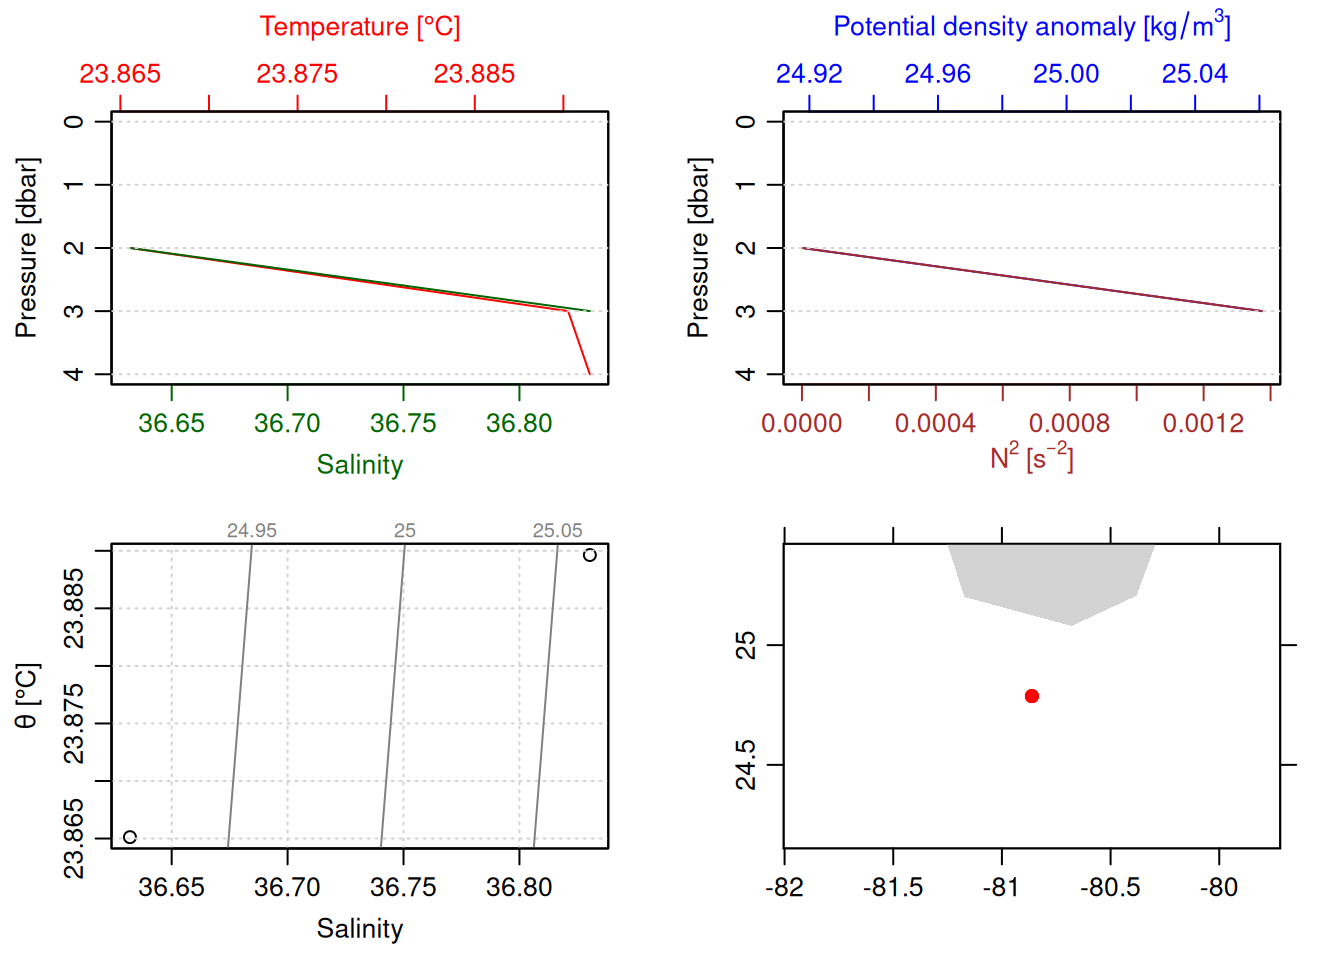 Temperature [°C]
23.865 23.875 23.885
0
1
2
3
4
Pressure [dbar]
36.65 36.70 36.75 36.80
Salinity
Potential density anomaly [kg/m³]
24.92 24.96 25.00 25.04
0
1
2
3
4
Pressure [dbar]
0.0000 0.0004 0.0008 0.0012
N² [s⁻²]
24.95 25 25.05
23.885
23.875
23.865
θ [°C]
36.65 36.70 36.75 36.80
Salinity
25
24.5
-82 -81.5 -81 -80.5 -80